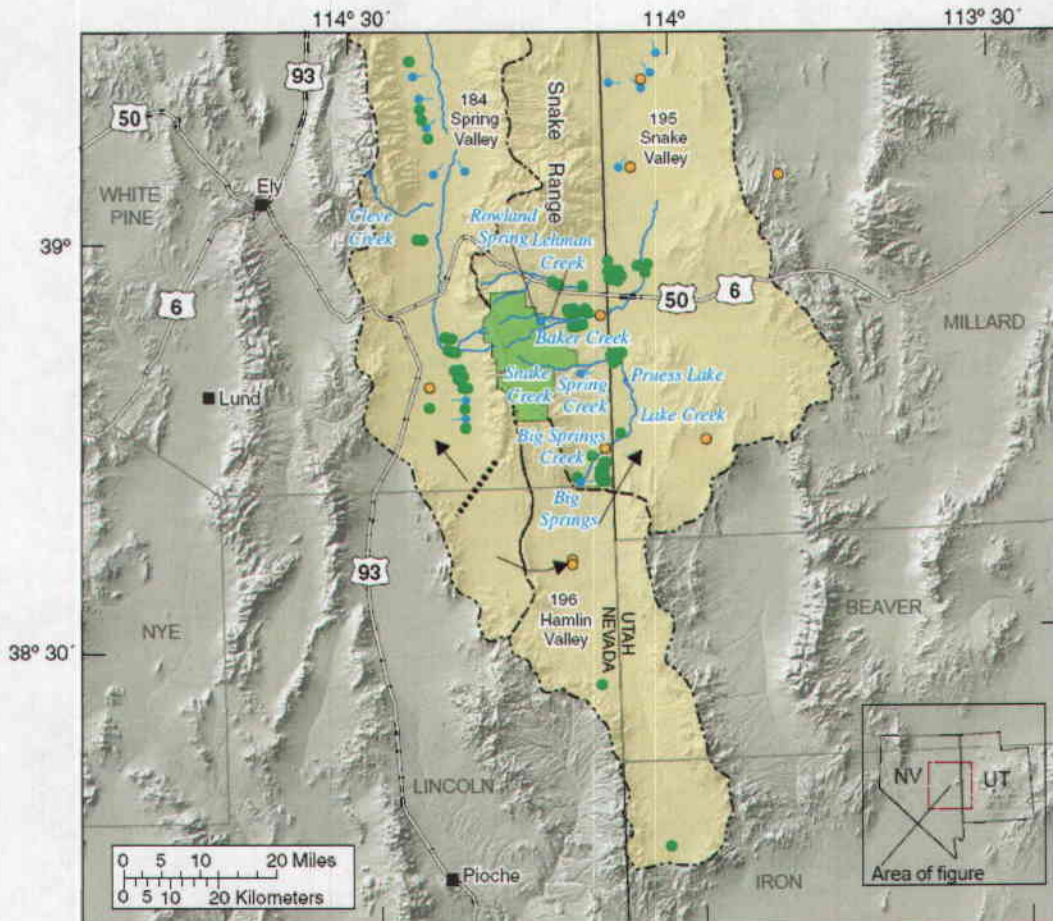 114° 30´
114°
113° 30´
93
50
184
Spring
Valley
Snake Range
195
Snake
Valley
WHITE
PINE
Ely
Cleve
Creek
Rowland
Spring
Lehman
Creek
39°
6
50
6
MILLARD
Baker Creek
Snake
Creek
Spring
Creek
Pruess Lake
Lake Creek
Lund
Big Springs
Creek
Big
Springs
93
196
Hamlin
Valley
UTAH
NEVADA
BEAVER
NYE
38° 30´
LINCOLN
NV
UT
Area of figure
0 5 10 20 Miles
0 5 10 20 Kilometers
Pioche
IRON